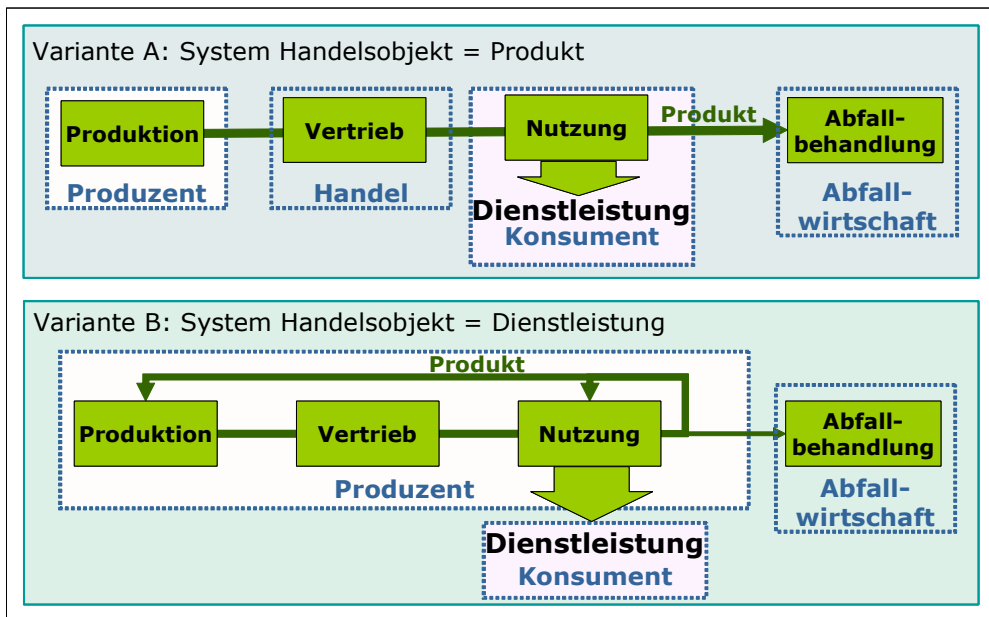 Variante A: System Handelsobjekt = Produkt
Produktion
Produzent
Vertrieb
Handel
Nutzung
Dienstleistung
Konsument
Produkt
Abfall-
behandlung
Abfall-
wirtschaft
Variante B: System Handelsobjekt = Dienstleistung
Produkt
Produktion
Vertrieb
Nutzung
Produzent
Dienstleistung
Konsument
Abfall-
behandlung
Abfall-
wirtschaft